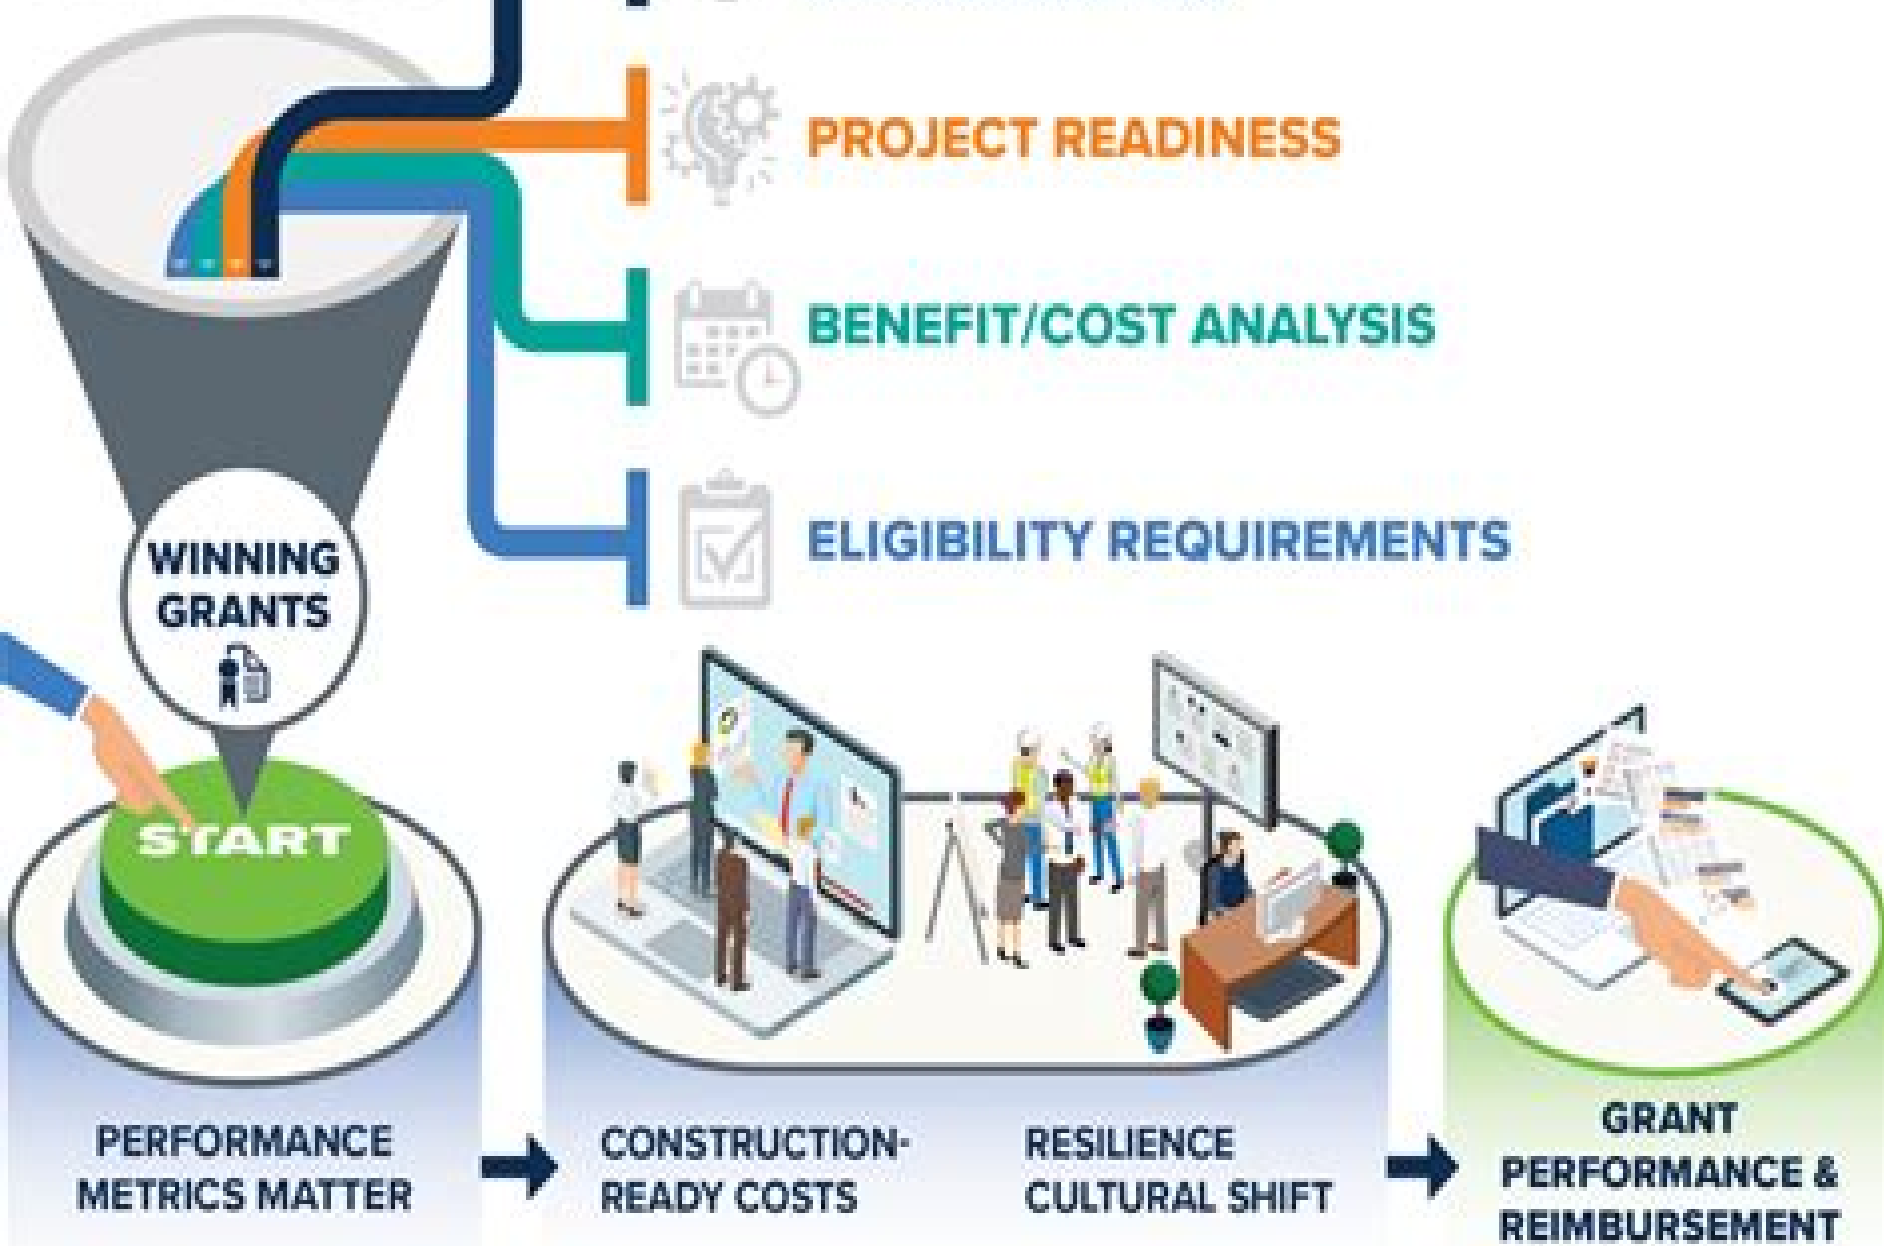 PROJECT READINESS
BENEFIT/COST ANALYSIS
ELIGIBILITY REQUIREMENTS
WINNING
GRANTS
START
PERFORMANCE
METRICS MATTER
CONSTRUCTION-
READY COSTS
RESILIENCE
CULTURAL SHIFT
GRANT
PERFORMANCE &
REIMBURSEMENT